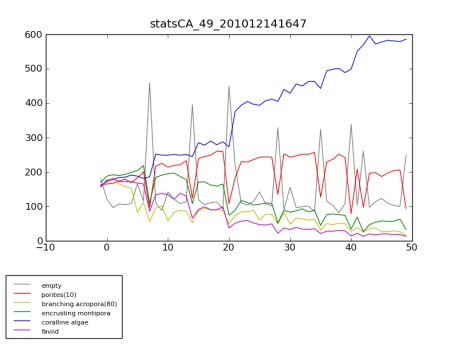 statsCA_49_201012141647
600
500
400
300
200
100
0
−10 0 10 20 30 40 50
empty
porites(10)
branching acropora(80)
encrusting montipora
coralline algae
faviid